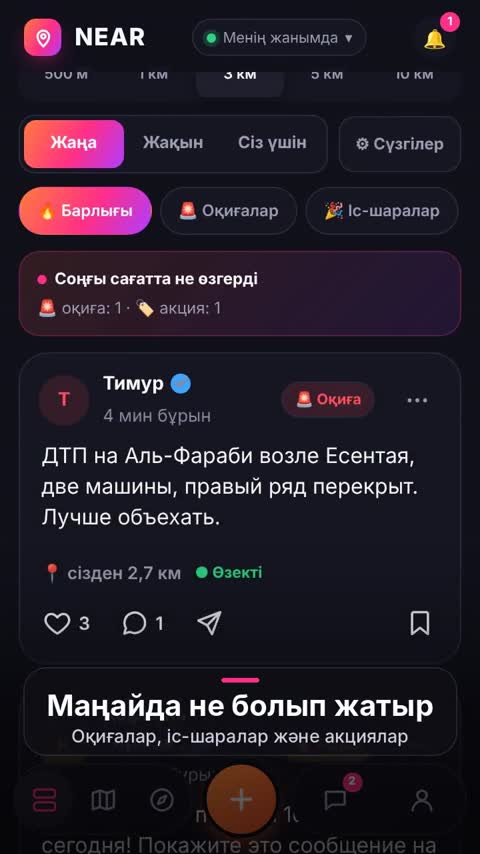 NEAR
Менің жанымда ▾
1
500 м 1 км 3 км 5 км 10 км
Жаңа Жақын Сіз үшін ⚙ Сүзгілер
🔥 Барлығы 🚨 Оқиғалар 🎉 Іс-шаралар
Соңғы сағатта не өзгерді
🚨 оқиға: 1 · 🏷️ акция: 1
Т
Тимур
🚨 Оқиға
4 мин бұрын
ДТП на Аль-Фараби возле Есентая,
две машины, правый ряд перекрыт.
Лучше объехать.
📍 сізден 2,7 км Өзекті
3 1
Маңайда не болып жатыр
Оқиғалар, іс-шаралар және акциялар
2
сегодня! Покажите это сообщение на